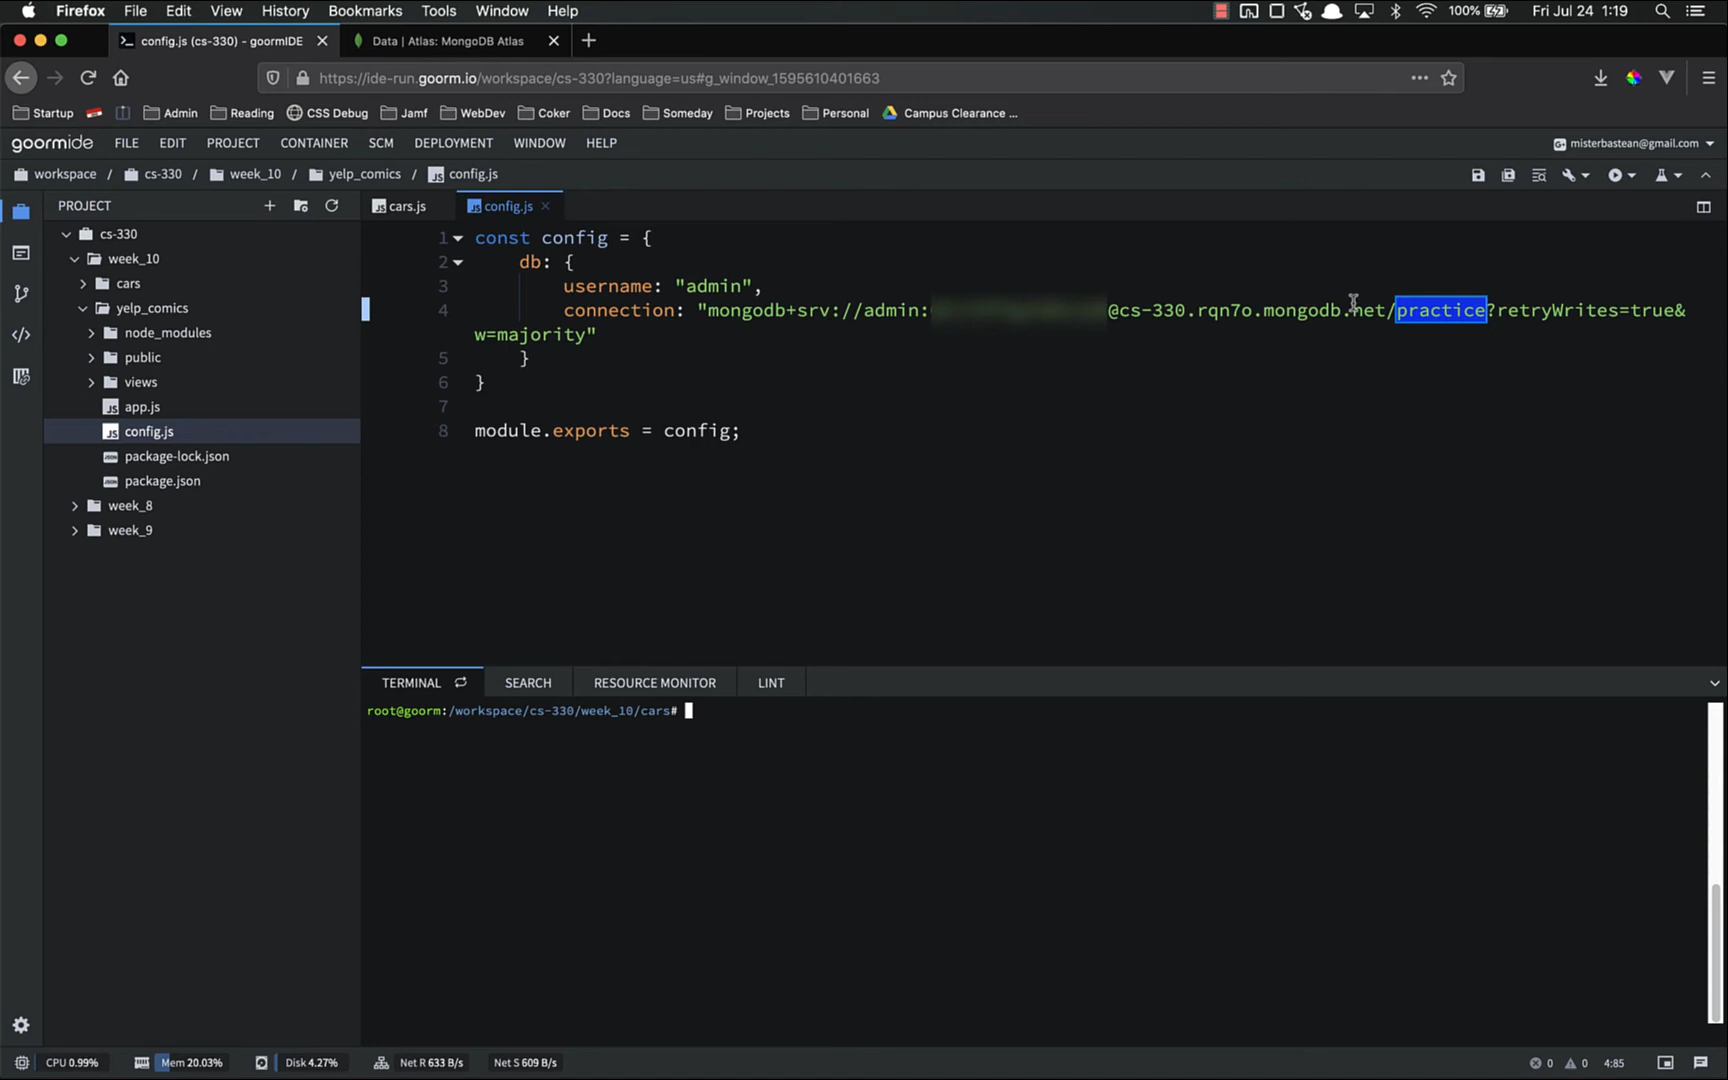 Firefox File Edit View History Bookmarks Tools Window Help 100% Fri Jul 24 1:19
config.js (cs-330) - goormIDE Data | Atlas: MongoDB Atlas
https://ide-run.goorm.io/workspace/cs-330?language=us#g_window_1595610401663
Startup Admin Reading CSS Debug Jamf WebDev Coker Docs Someday Projects Personal Campus Clearance ...
goormide FILE EDIT PROJECT CONTAINER SCM DEPLOYMENT WINDOW HELP misterbastean@gmail.com
workspace / cs-330 / week_10 / yelp_comics / config.js
PROJECT
cs-330
week_10
cars
yelp_comics
node_modules
public
views
app.js
config.js
package-lock.json
package.json
week_8
week_9
cars.js config.js
1 const config = {
2 db: {
3 username: "admin",
4 connection: "mongodb+srv://admin: @cs-330.rqn7o.mongodb.net/practice?retryWrites=true&
w=majority"
5 }
6 }
7
8 module.exports = config;
TERMINAL SEARCH RESOURCE MONITOR LINT
root@goorm:/workspace/cs-330/week_10/cars#
CPU 0.99% Mem 20.03% Disk 4.27% Net R 633 B/s Net S 609 B/s 0 0 4:85